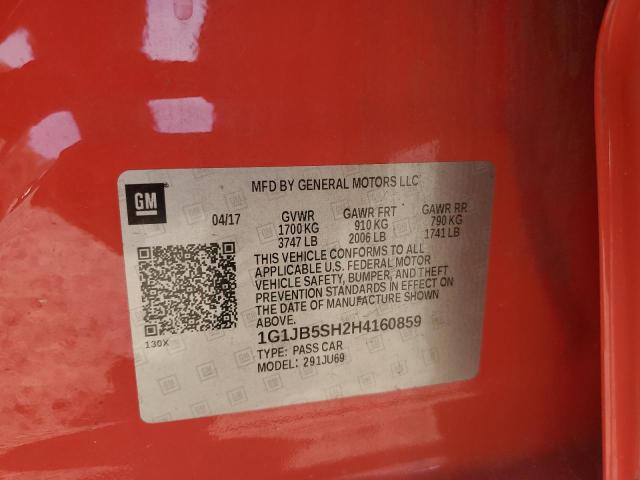 GM
MFD BY GENERAL MOTORS LLC
04/17 GVWR GAWR FRT GAWR RR
1700 KG 910 KG 790 KG
3747 LB 2006 LB 1741 LB
THIS VEHICLE CONFORMS TO ALL
APPLICABLE U.S. FEDERAL MOTOR
VEHICLE SAFETY, BUMPER, AND THEFT
PREVENTION STANDARDS IN EFFECT ON
THE DATE OF MANUFACTURE SHOWN
ABOVE.
130X
1G1JB5SH2H4160859
TYPE: PASS CAR
MODEL: 291JU69